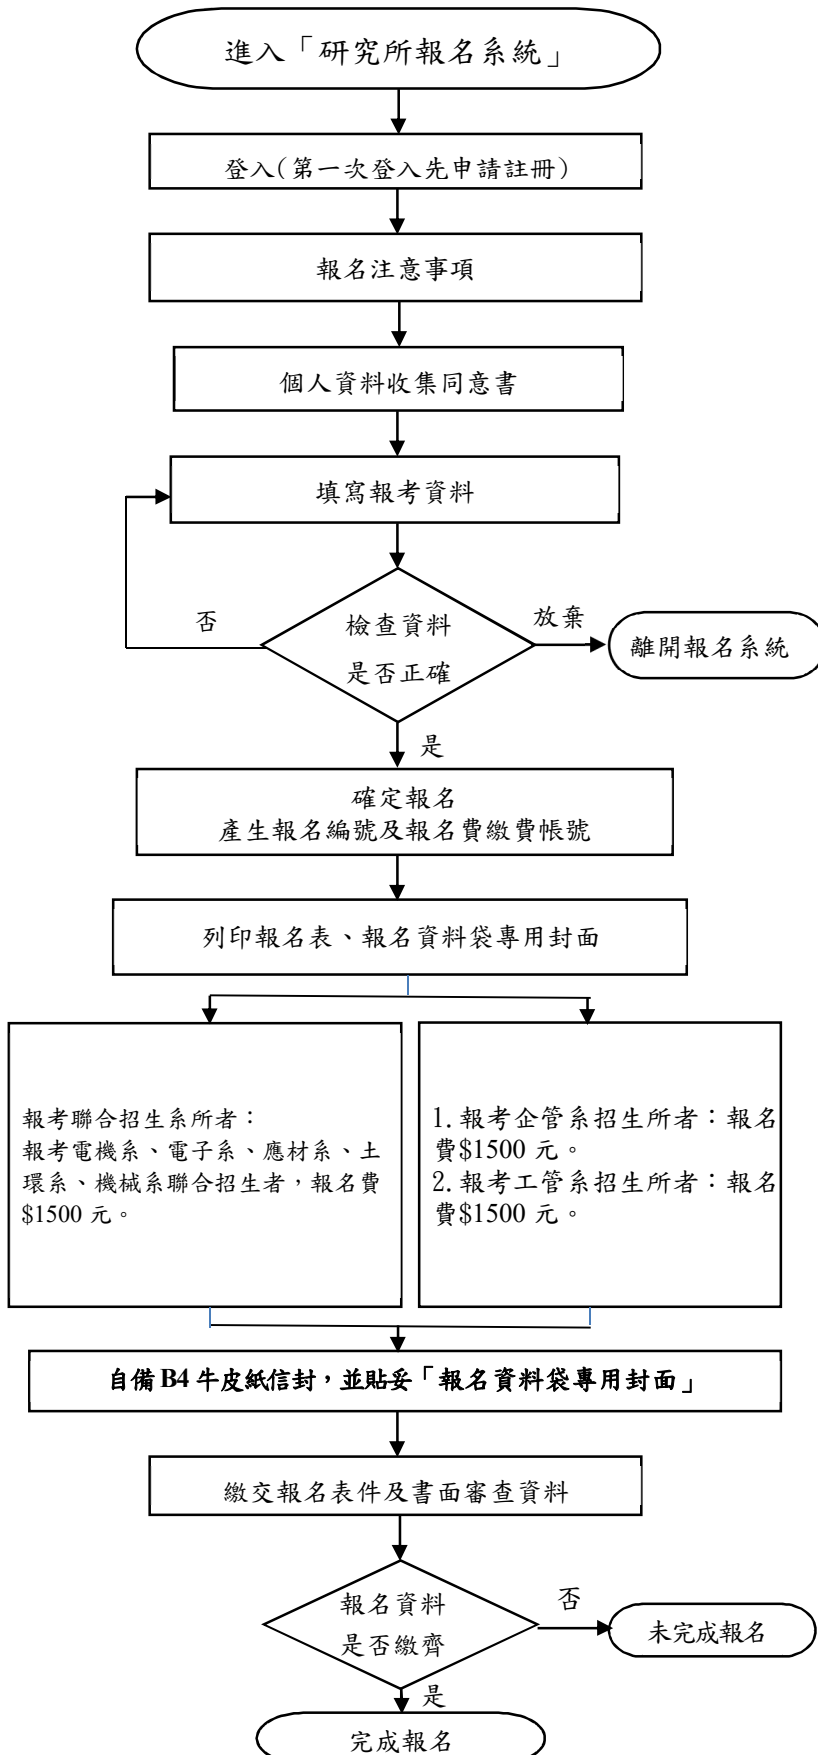 進入「研究所報名系統」
登入(第一次登入先申請註冊)
報名注意事項
個人資料收集同意書
填寫報考資料
否
檢查資料
是否正確
放棄
離開報名系統
是
確定報名
產生報名編號及報名費繳費帳號
列印報名表、報名資料袋專用封面
報考聯合招生系所者：
報考電機系、電子系、應材系、土
環系、機械系聯合招生者，報名費
$1500 元。
1. 報考企管系招生所者：報名
費$1500 元。
2. 報考工管系招生所者：報名
費$1500 元。
自備 B4 牛皮紙信封，並貼妥「報名資料袋專用封面」
繳交報名表件及書面審查資料
報名資料
是否繳齊
否
未完成報名
是
完成報名